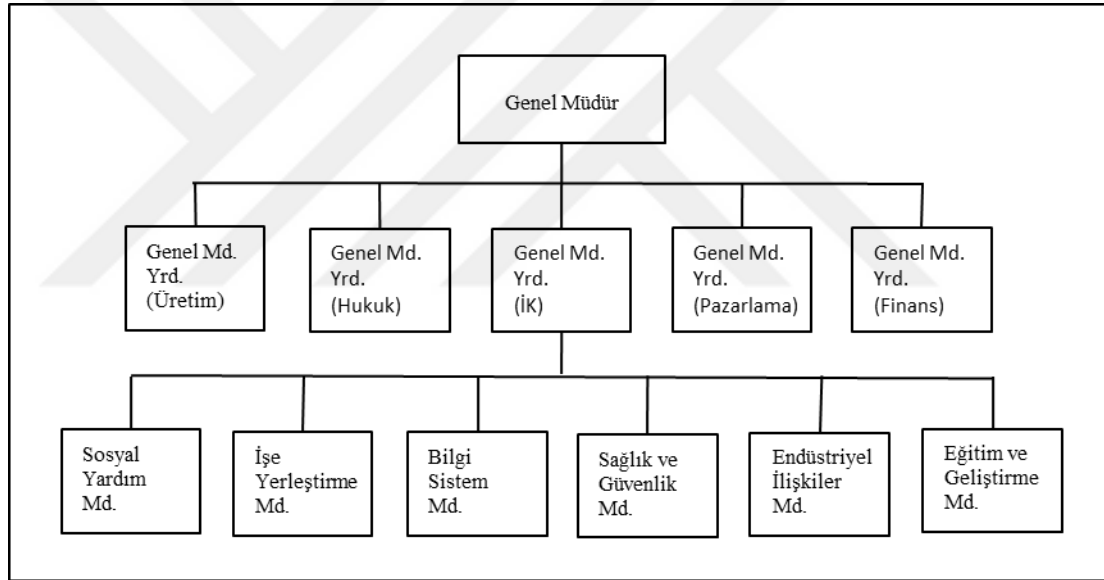 Genel Müdür
Genel Md.
Yrd.
(Üretim)
Genel Md.
Yrd.
(Hukuk)
Genel Md.
Yrd.
(İK)
Genel Md.
Yrd.
(Pazarlama)
Genel Md.
Yrd.
(Finans)
Sosyal
Yardım
Md.
İşe
Yerleştirme
Md.
Bilgi
Sistem
Md.
Sağlık ve
Güvenlik
Md.
Endüstriyel
İlişkiler
Md.
Eğitim ve
Geliştirme
Md.